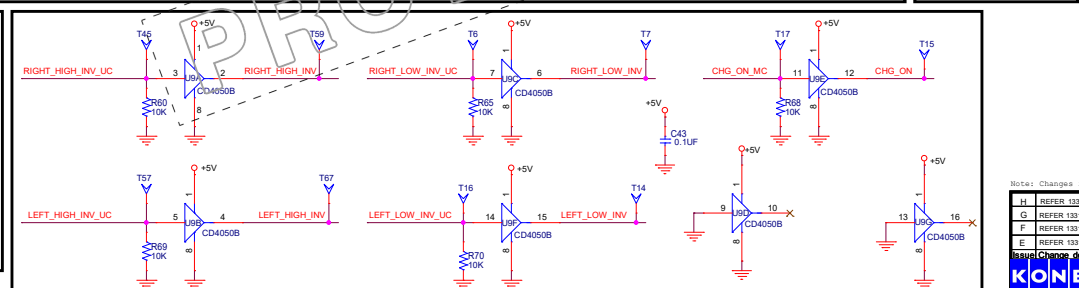 PRO
+5V
T45
T59
1
RIGHT_HIGH_INV_UC
3
U9A
2
RIGHT_HIGH_INV
CD4050B
8
R60
10K
+5V
T6
T7
1
RIGHT_LOW_INV_UC
7
U9C
6
RIGHT_LOW_INV
CD4050B
8
R65
10K
+5V
C43
0.1UF
+5V
T17
T15
1
CHG_ON_MC
11
U9E
12
CHG_ON
CD4050B
8
R68
10K
+5V
T57
T67
1
LEFT_HIGH_INV_UC
5
U9B
4
LEFT_HIGH_INV
CD4050B
8
R69
10K
+5V
T16
T14
1
LEFT_LOW_INV_UC
14
U9F
15
LEFT_LOW_INV
CD4050B
8
R70
10K
+5V
1
9
U9D
10
CD4050B
8
+5V
1
13
U9G
16
CD4050B
8
Note: Changes
H REFER 133
G REFER 133
F REFER 133
E REFER 133
Issue Change de
KONE